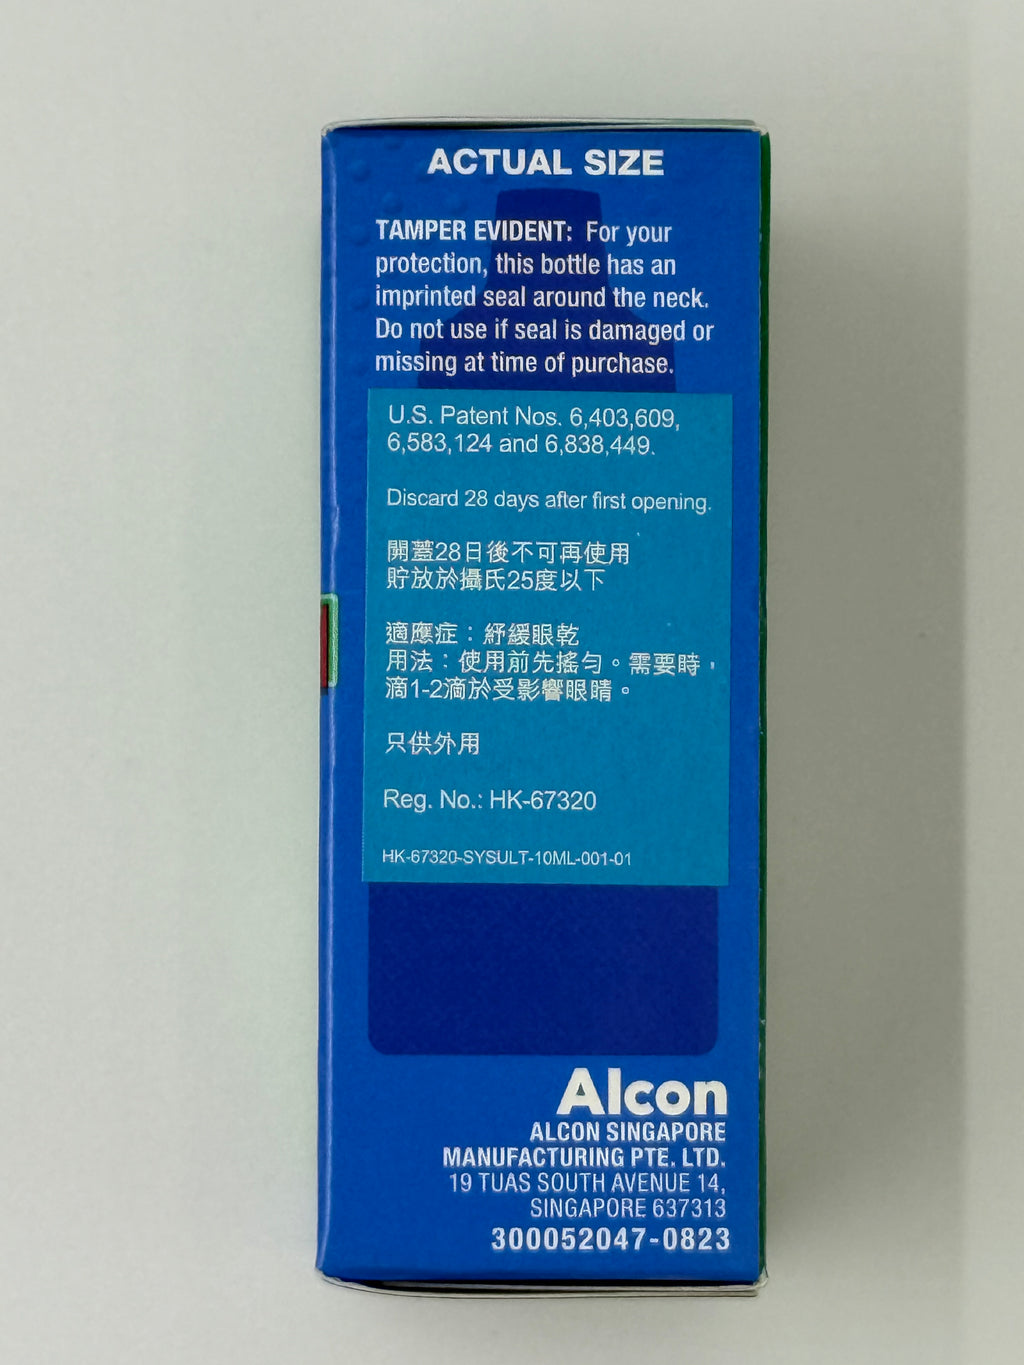 ACTUAL SIZE
TAMPER EVIDENT: For your
protection, this bottle has an
imprinted seal around the neck.
Do not use if seal is damaged or
missing at time of purchase.
U.S. Patent Nos. 6,403,609,
6,583,124 and 6,838,449.
Discard 28 days after first opening.
開蓋28日後不可再使用
貯放於攝氏25度以下
適應症：紓緩眼乾
用法：使用前先搖勻。需要時，
滴1-2滴於受影響眼睛。
只供外用
Reg. No.: HK-67320
HK-67320-SYSULT-10ML-001-01
Alcon
ALCON SINGAPORE
MANUFACTURING PTE. LTD.
19 TUAS SOUTH AVENUE 14,
SINGAPORE 637313
300052047-0823